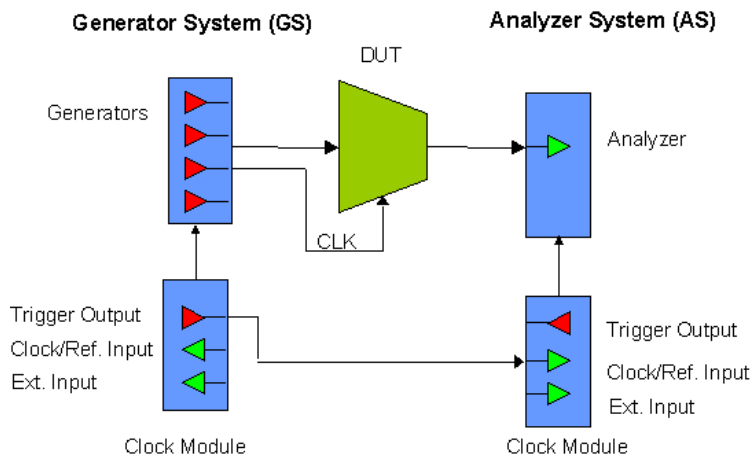 Generator System (GS)
Analyzer System (AS)
DUT
Generators
Analyzer
CLK
Trigger Output
Clock/Ref. Input
Ext. Input
Trigger Output
Clock/Ref. Input
Ext. Input
Clock Module
Clock Module